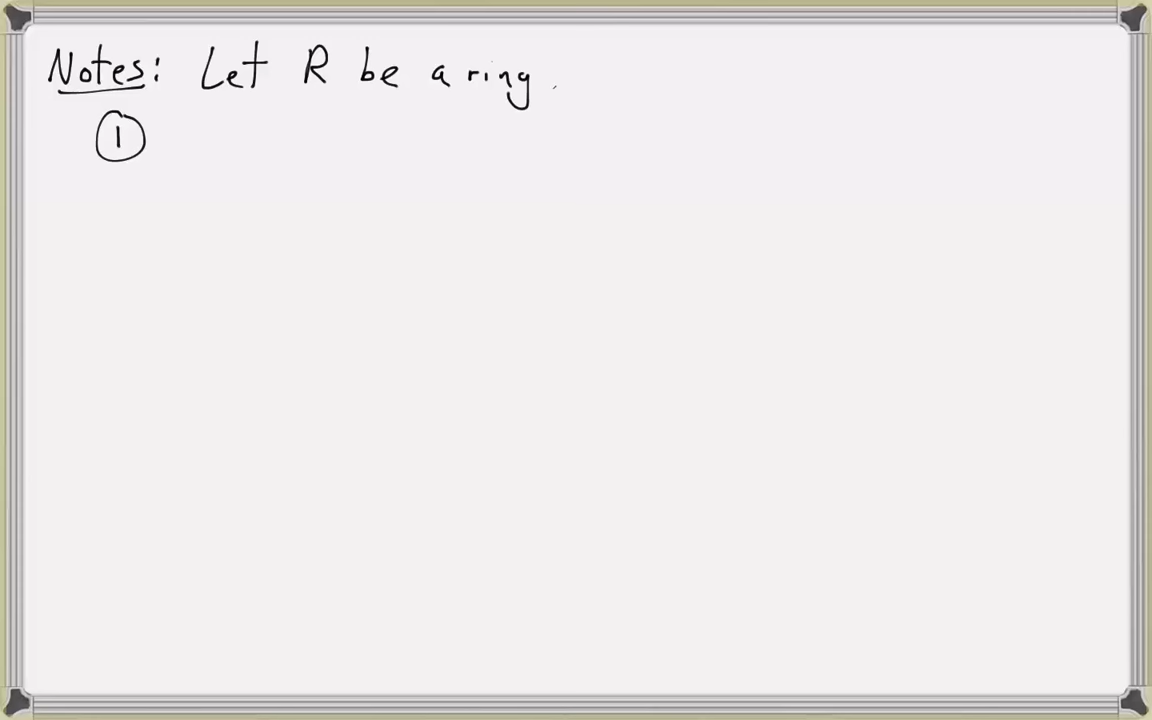 Notes: Let R be a ring.
①